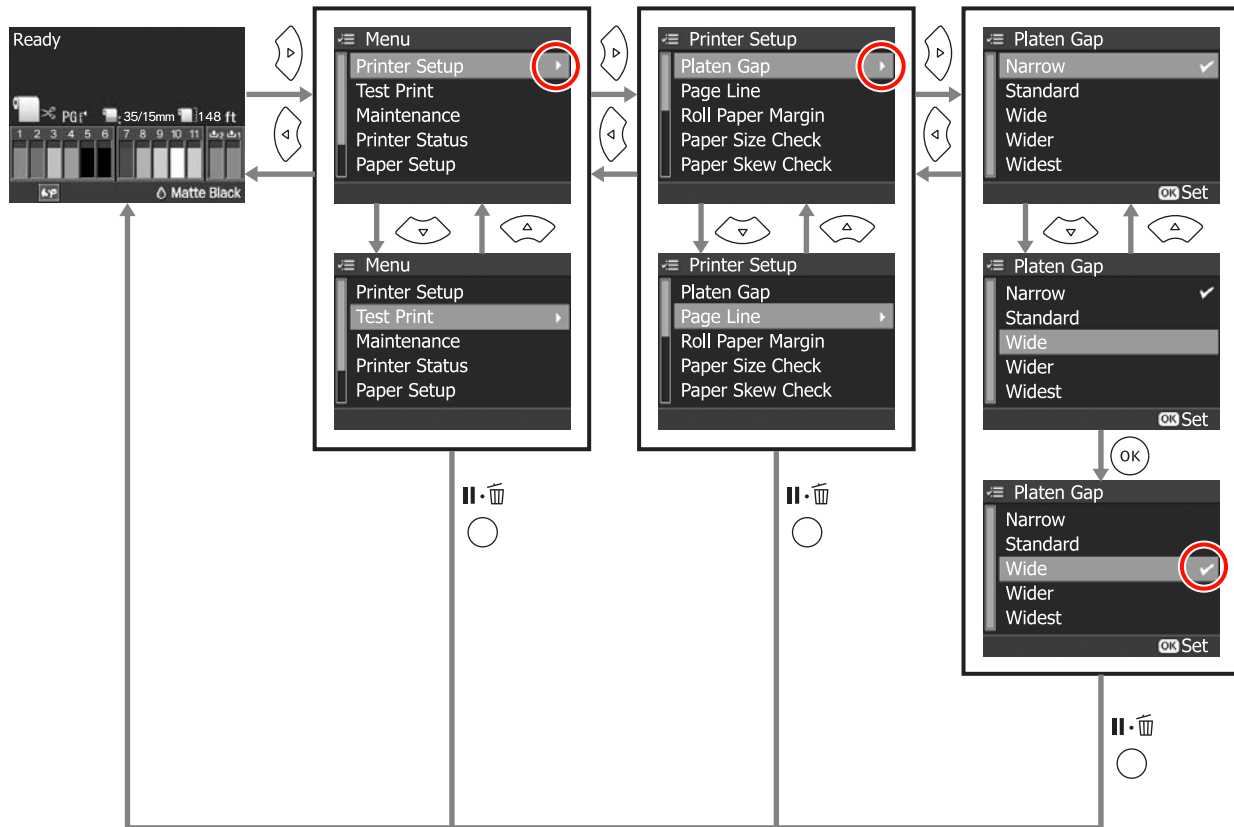 Ready
PG
35/15mm 148 ft
1 2 3 4 5 6 7 8 9 10 11 2 1
Matte Black
Menu
Printer Setup
Test Print
Maintenance
Printer Status
Paper Setup
Menu
Printer Setup
Test Print
Maintenance
Printer Status
Paper Setup
Printer Setup
Platen Gap
Page Line
Roll Paper Margin
Paper Size Check
Paper Skew Check
Printer Setup
Platen Gap
Page Line
Roll Paper Margin
Paper Size Check
Paper Skew Check
Platen Gap
Narrow
Standard
Wide
Wider
Widest
OK Set
Platen Gap
Narrow
Standard
Wide
Wider
Widest
OK Set
OK
Platen Gap
Narrow
Standard
Wide
Wider
Widest
OK Set